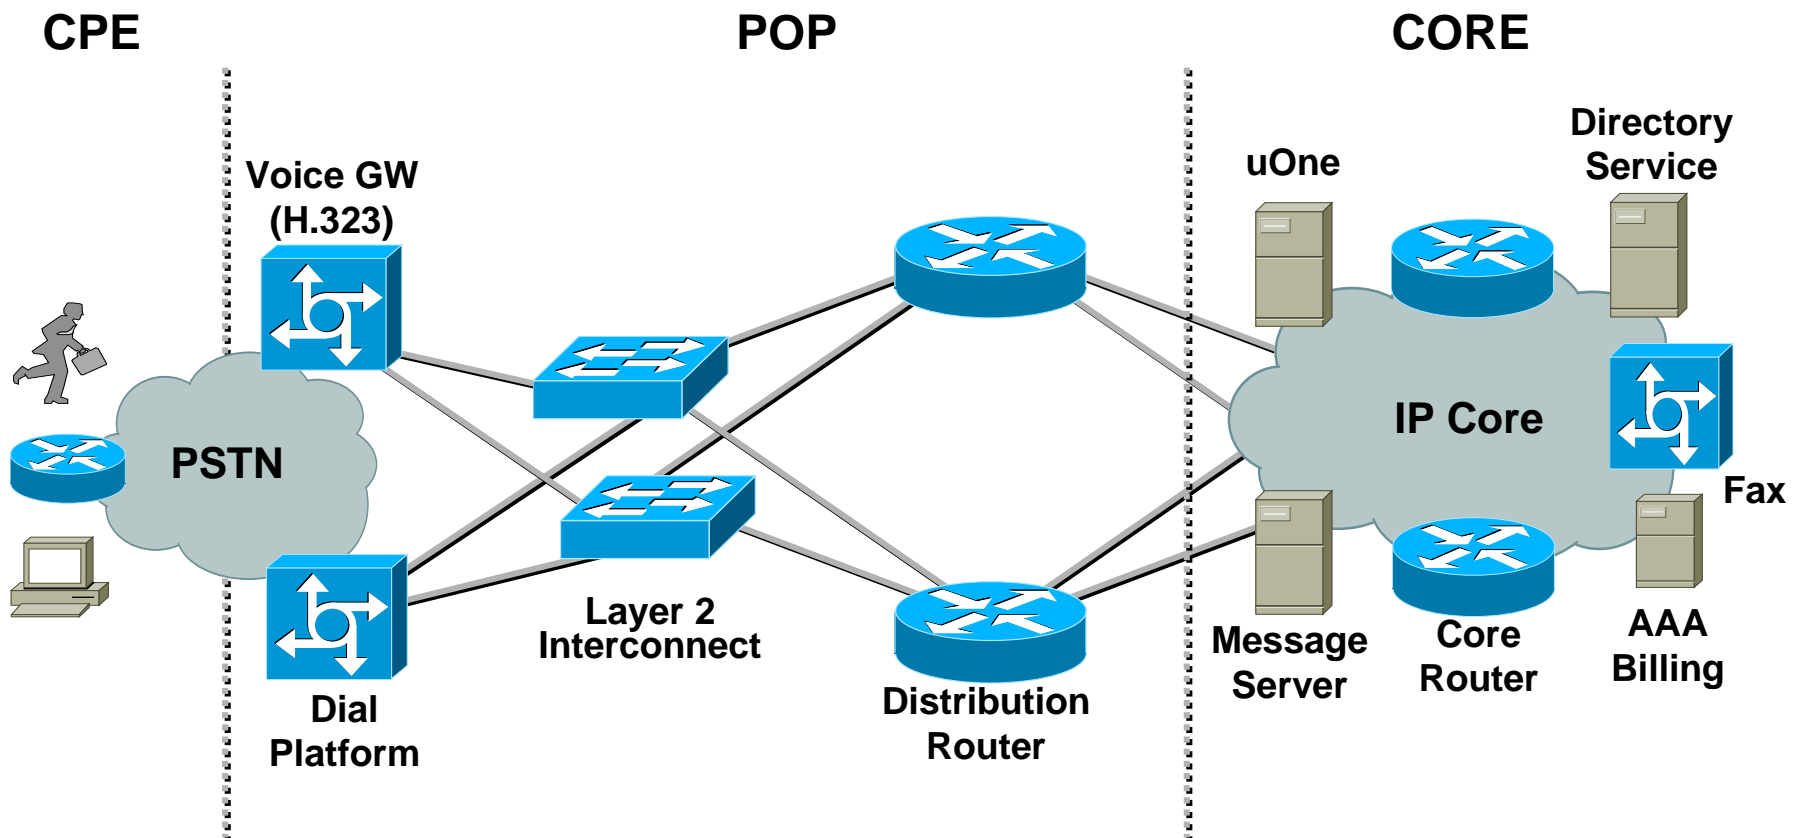 CPE
POP
CORE
Voice GW
(H.323)
uOne
Directory
Service
PSTN
IP Core
Fax
Layer 2
Interconnect
Dial
Platform
Distribution
Router
Message
Server
Core
Router
AAA
Billing